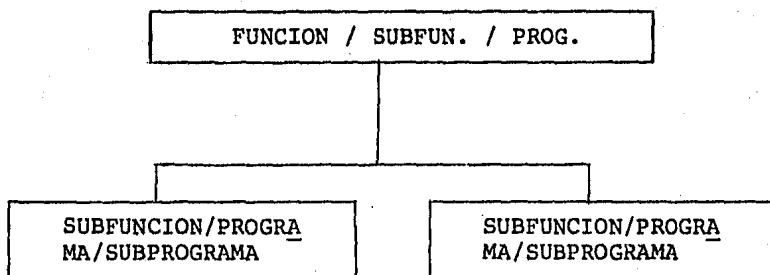 FUNCION / SUBFUN. / PROG.
SUBFUNCION/PROGRA
MA/SUBPROGRAMA
SUBFUNCION/PROGRA
MA/SUBPROGRAMA